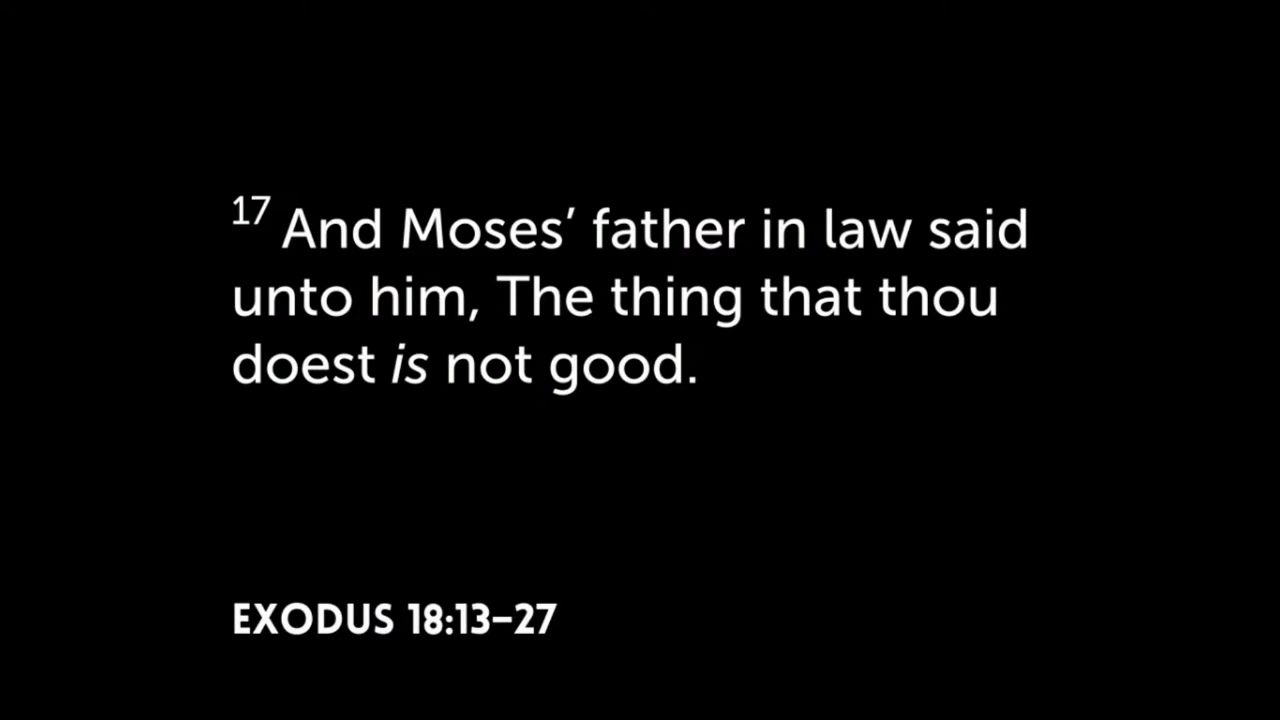 17 And Moses’ father in law said
unto him, The thing that thou
doest is not good.
EXODUS 18:13–27